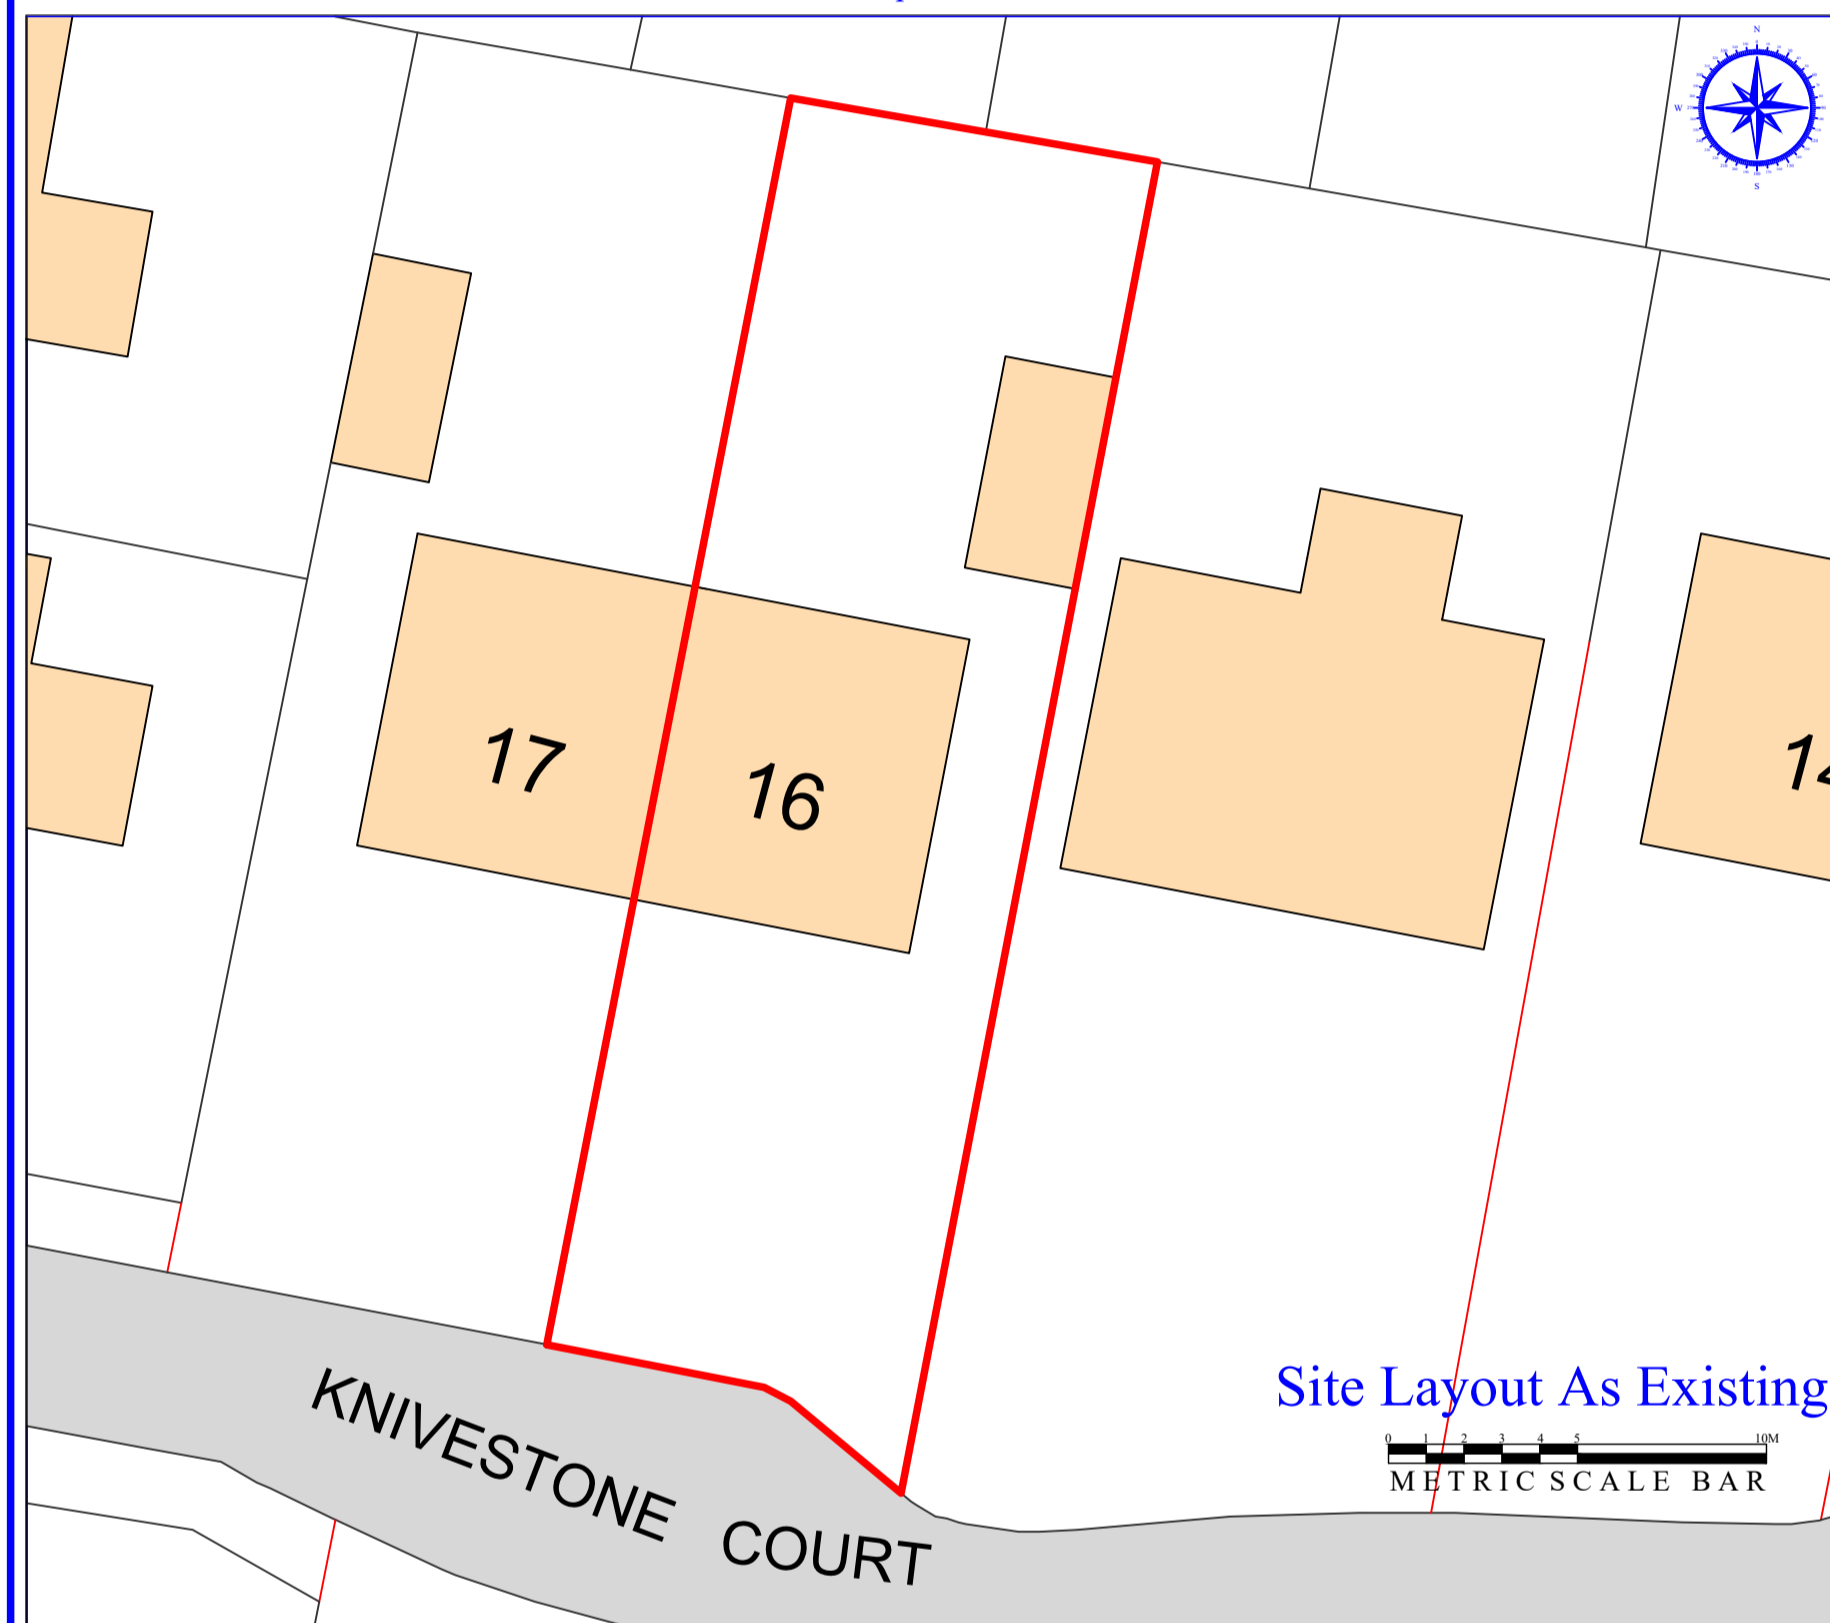 N
W
S
17
16
KNIVESTONE COURT
Site Layout As Existing
0 1 2 3 4 5 10M
METRIC SCALE BAR